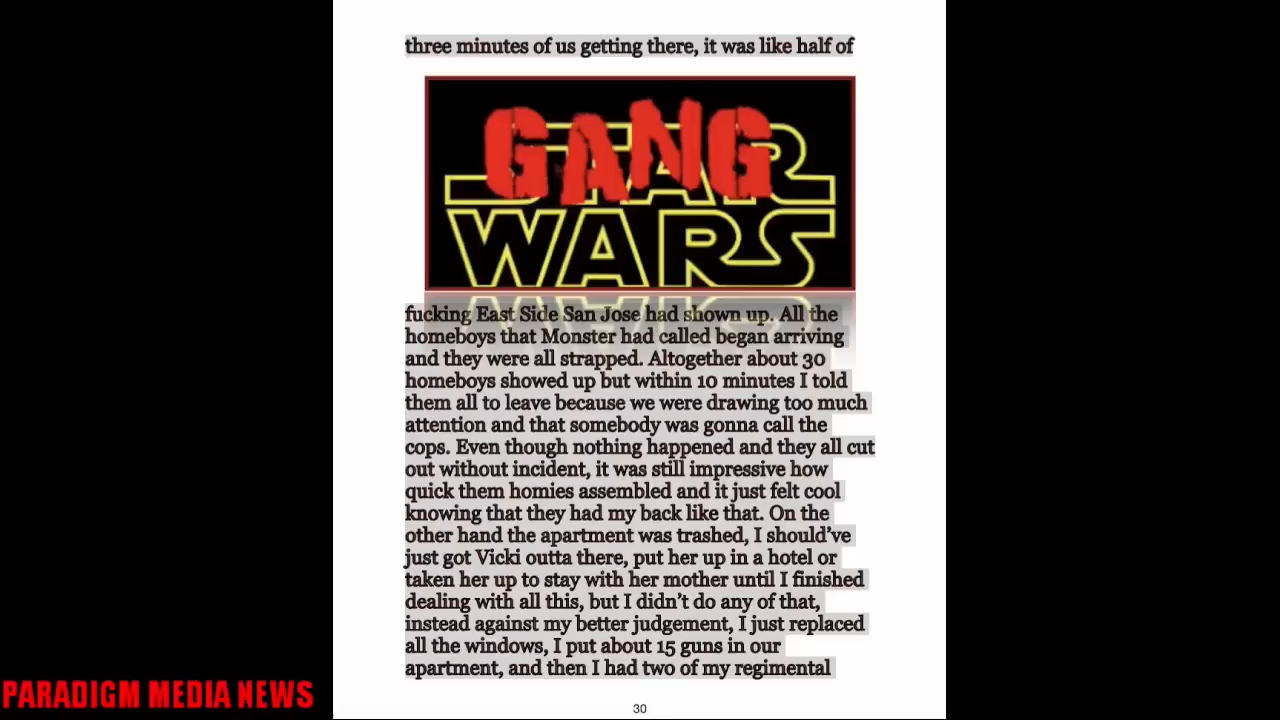 three minutes of us getting there, it was like half of
GANG
STAR
WARS
fucking East Side San Jose had shown up. All the
homeboys that Monster had called began arriving
and they were all strapped. Altogether about 30
homeboys showed up but within 10 minutes I told
them all to leave because we were drawing too much
attention and that somebody was gonna call the
cops. Even though nothing happened and they all cut
out without incident, it was still impressive how
quick them homies assembled and it just felt cool
knowing that they had my back like that. On the
other hand the apartment was trashed, I should’ve
just got Vicki outta there, put her up in a hotel or
taken her up to stay with her mother until I finished
dealing with all this, but I didn’t do any of that,
instead against my better judgement, I just replaced
all the windows, I put about 15 guns in our
apartment, and then I had two of my regimental
PARADIGM MEDIA NEWS
30